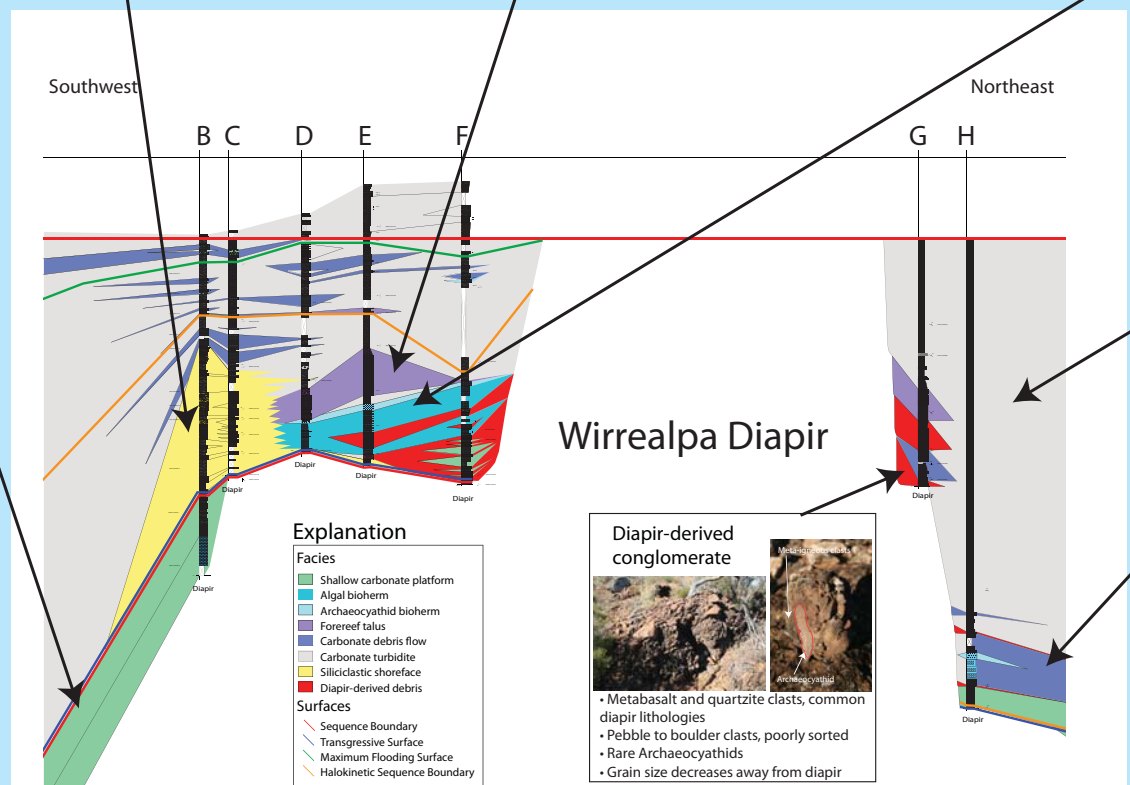 Southwest
Northeast
B C D E F G H
Wirrealpa Diapir
Diapir
Diapir
Diapir
Diapir
Diapir
Diapir
Diapir
Explanation
Facies
Shallow carbonate platform
Algal bioherm
Archaeocyathid bioherm
Forereef talus
Carbonate debris flow
Carbonate turbidite
Siliciclastic shoreface
Diapir-derived debris
Surfaces
Sequence Boundary
Transgressive Surface
Maximum Flooding Surface
Halokinetic Sequence Boundary
Diapir-derived
conglomerate
Meta-igneous clasts
Archaeocyathid
• Metabasalt and quartzite clasts, common
diapir lithologies
• Pebble to boulder clasts, poorly sorted
• Rare Archaeocyathids
• Grain size decreases away from diapir